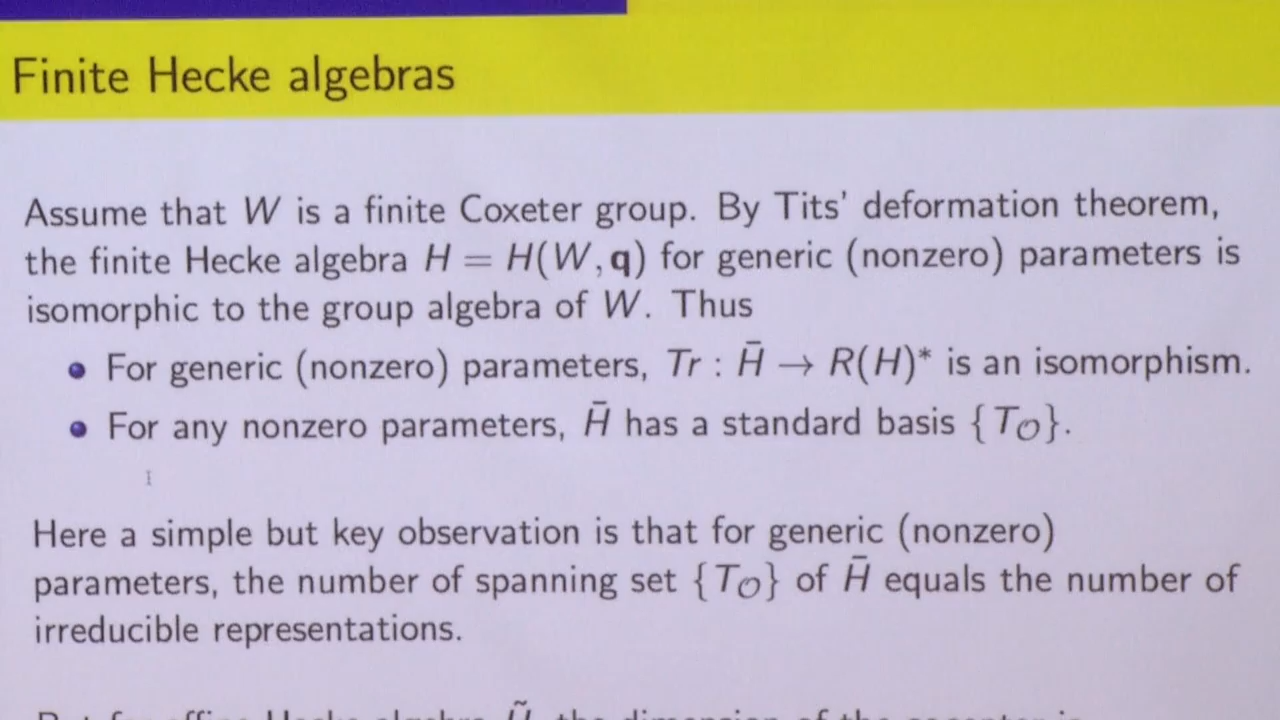 Finite Hecke algebras
Assume that W is a finite Coxeter group. By Tits' deformation theorem,
the finite Hecke algebra H = H(W, q) for generic (nonzero) parameters is
isomorphic to the group algebra of W. Thus
• For generic (nonzero) parameters, Tr : H̄ → R(H)* is an isomorphism.
• For any nonzero parameters, H̄ has a standard basis {T_𝒪}.
Here a simple but key observation is that for generic (nonzero)
parameters, the number of spanning set {T_𝒪} of H̄ equals the number of
irreducible representations.